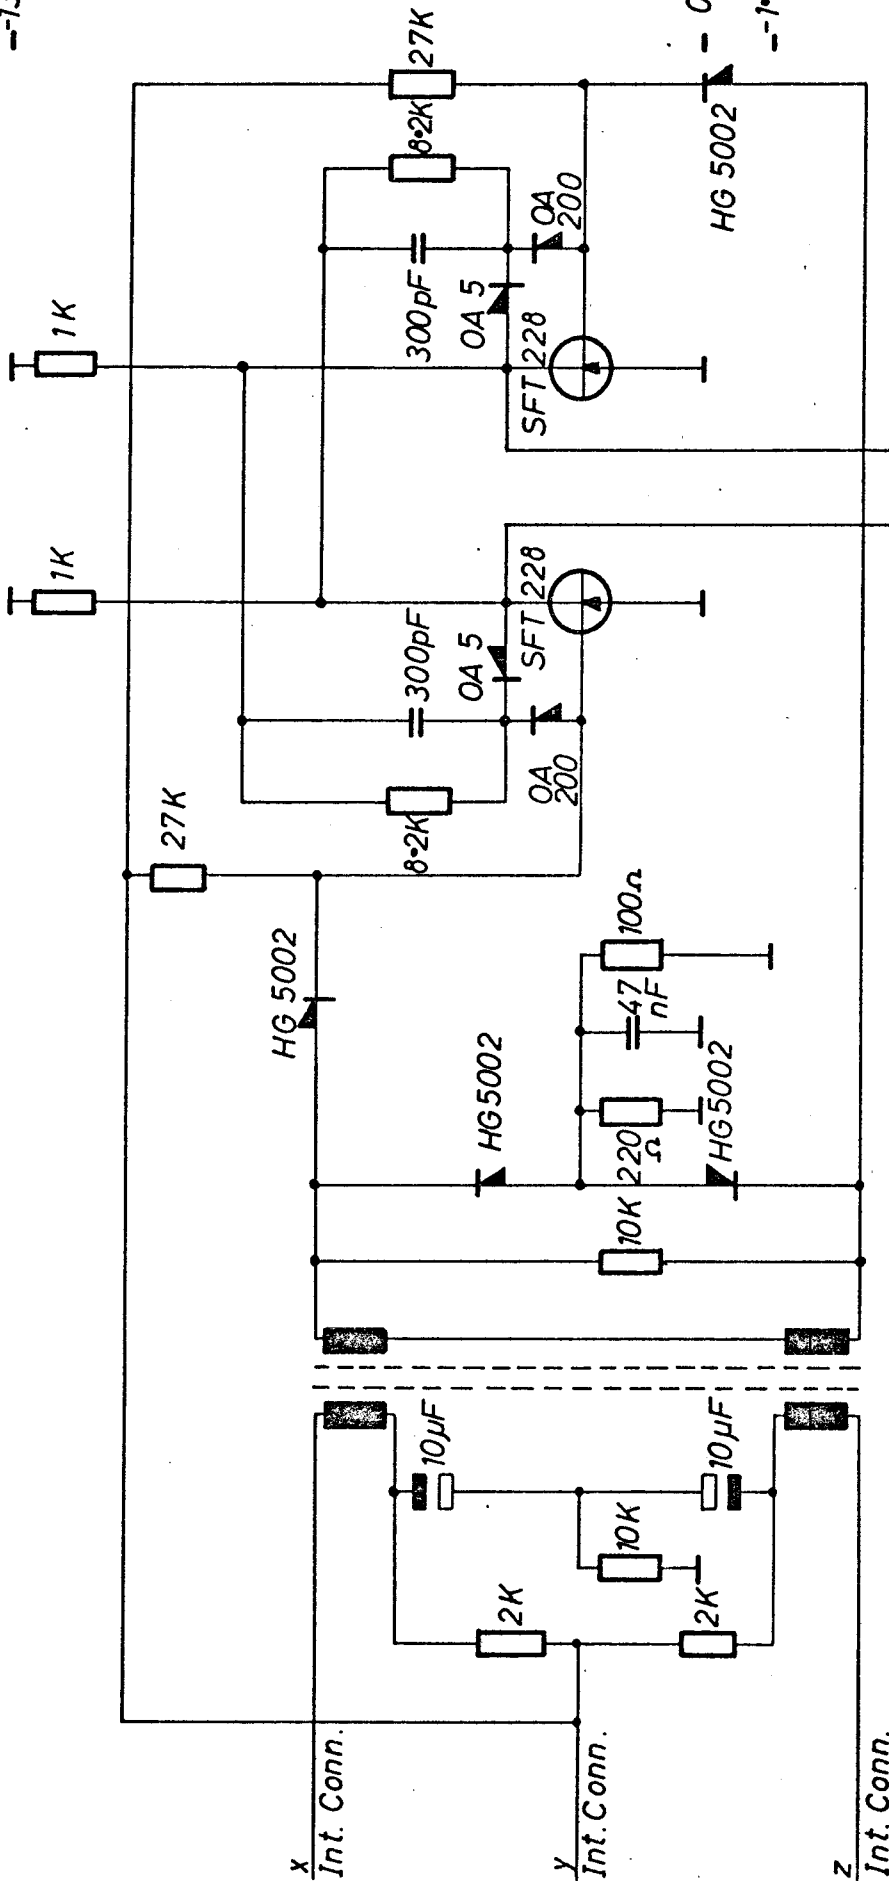 x
Int. Conn.
y
Int. Conn.
z
Int. Conn.
2K
2K
10K
10µF
10µF
10K
220
Ω
47
nF
100Ω
HG5002
HG5002
HG 5002
27K
8·2K
300pF
OA 5
OA
200
SFT 228
1K
1K
300pF
OA 5
SFT 228
OA
200
8·2K
27K
HG 5002